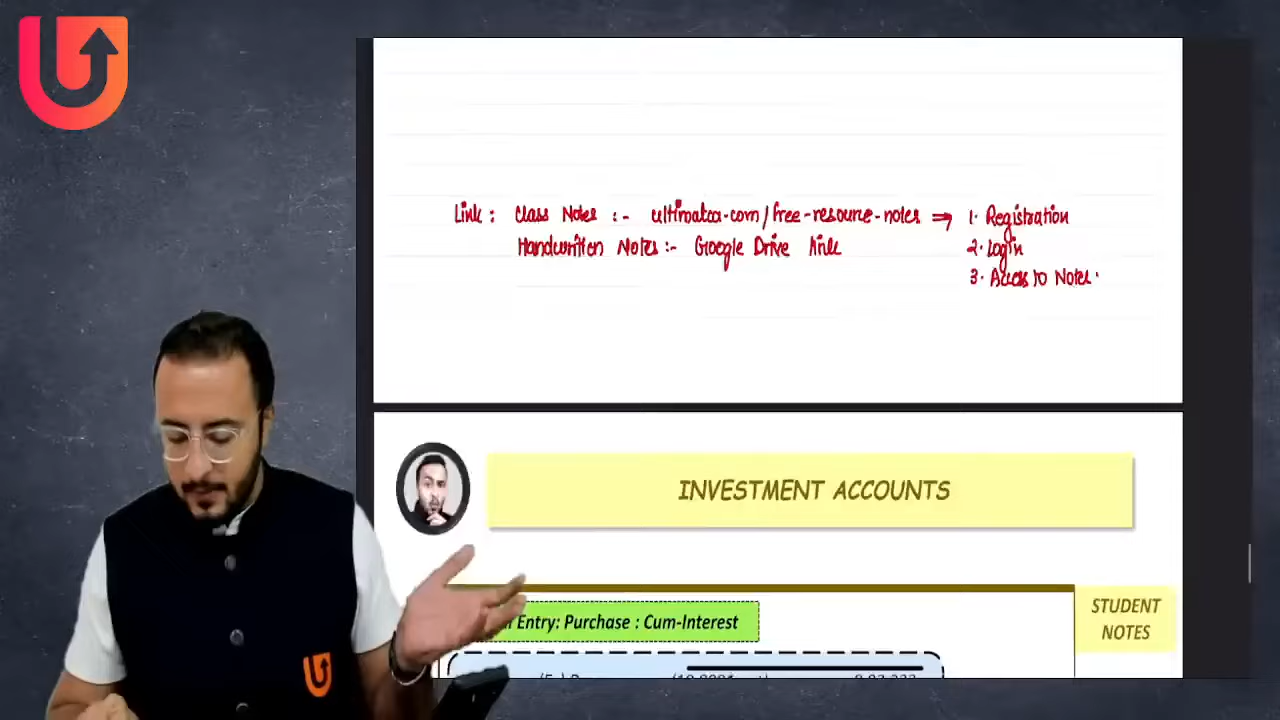 Link : Class Notes :- ultimateca.com/free-resource-notes ⇒ 1. Registration
Handwritten Notes :- Google Drive link 2. Login
3. Access to Notes.
INVESTMENT ACCOUNTS
Entry: Purchase : Cum-Interest
STUDENT
NOTES